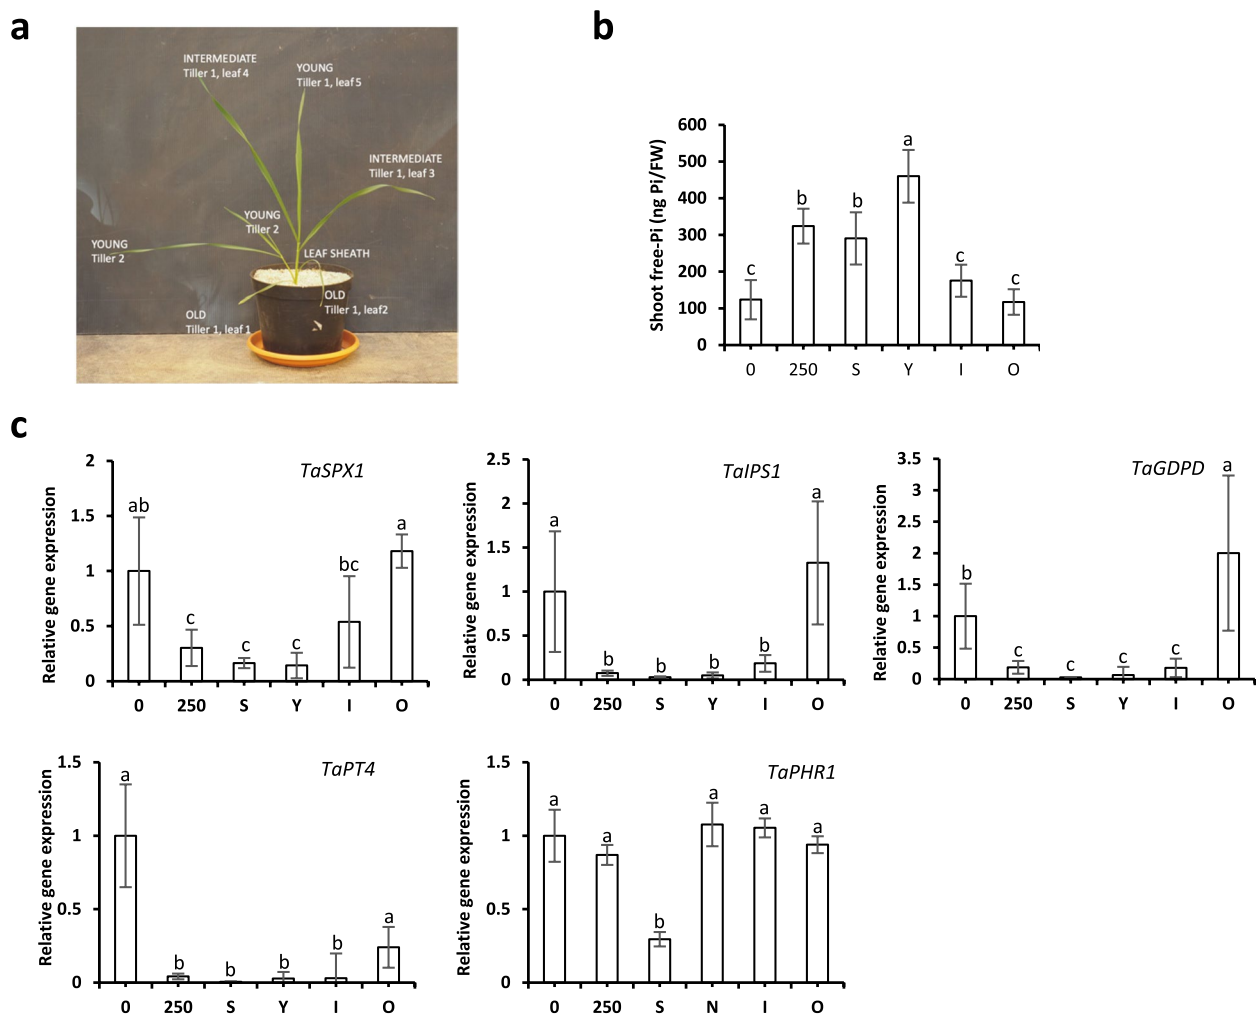 a
b
INTERMEDIATE
Tiller 1, leaf 4
YOUNG
Tiller 1, leaf 5
INTERMEDIATE
Tiller 1, leaf 3
YOUNG
Tiller 2
YOUNG
Tiller 2
LEAF SHEATH
OLD
Tiller 1, leaf2
OLD
Tiller 1, leaf 1
Shoot free-Pi (ng Pi/FW)
600
500
400
300
200
100
0
c
b
b
a
c
c
0 250 S Y I O
c
TaSPX1
Relative gene expression
2
1.5
1
0.5
0
ab
c
c
c
bc
a
0 250 S Y I O
TaIPS1
Relative gene expression
2.5
2
1.5
1
0.5
0
a
b
b
b
b
a
0 250 S Y I O
TaGDPD
Relative gene expression
3.5
3
2.5
2
1.5
1
0.5
0
b
c
c
c
c
a
0 250 S Y I O
TaPT4
Relative gene expression
1.5
1
0.5
0
a
b
b
b
b
a
0 250 S Y I O
TaPHR1
Relative gene expression
1.5
1
0.5
0
a
a
b
a
a
a
0 250 S N I O